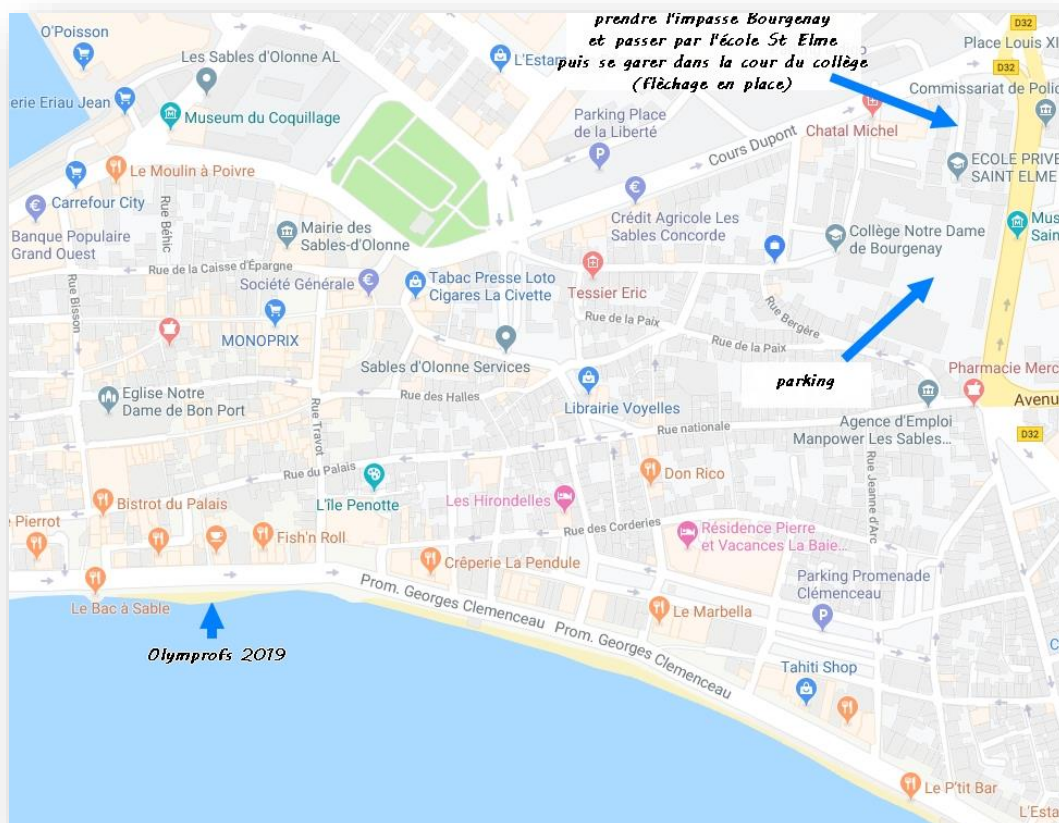 prendre l'impasse Bourgenay
et passer par l'école St Elme
puis se garer dans la cour du collège
(fléchage en place)
O'Poisson
Les Sables d'Olonne AL
L'Estam
D32
Place Louis XI
D32
Commissariat de Polic
erie Eriau Jean
Museum du Coquillage
Parking Place
de la Liberté
Cours Dupont
Chatal Michel
ECOLE PRIVE
SAINT ELME
Le Moulin à Poivre
Carrefour City
Rue Béhic
Crédit Agricole Les
Sables Concorde
Mus
Sain
Banque Populaire
Grand Ouest
Mairie des
Sables-d'Olonne
Collège Notre Dame
de Bourgenay
Rue de la Caisse d'Épargne
Société Générale
Tabac Presse Loto
Cigares La Civette
Tessier Eric
Rue Bisson
MONOPRIX
Rue de la Paix
Rue Bergère
Rue de la Paix
Sables d'Olonne Services
parking
Pharmacie Merc
Eglise Notre
Dame de Bon Port
Rue des Halles
Librairie Voyelles
Avenu
Rue Travot
Agence d'Emploi
Manpower Les Sables...
Rue nationale
D32
Rue du Palais
L'île Penotte
Don Rico
Rue Jeanne d'Arc
Bistrot du Palais
Les Hirondelles
Pierrot
Fish'n Roll
Rue des Corderies
Résidence Pierre
et Vacances La Baie...
Crêperie La Pendule
Prom. Georges Clemenceau
Parking Promenade
Clémenceau
Le Bac à Sable
Le Marbella
Prom. Georges Clemenceau
Olymprofs 2019
Tahiti Shop
Le P'tit Bar
L'Esta